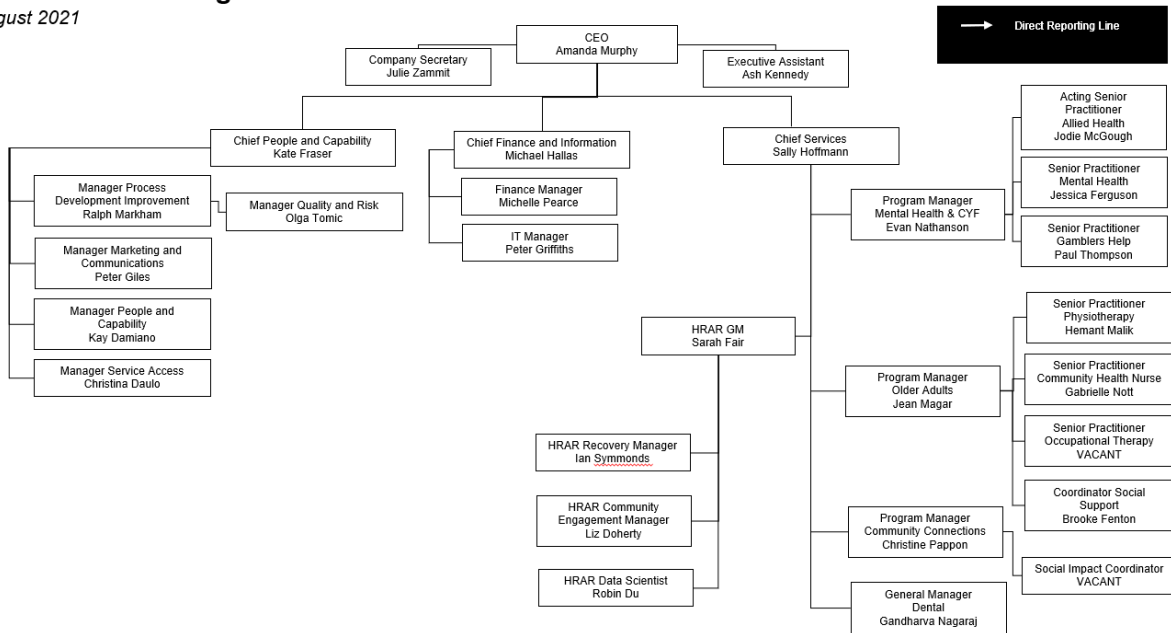 gust 2021
Direct Reporting Line
CEO
Amanda Murphy
Company Secretary
Julie Zammit
Executive Assistant
Ash Kennedy
Chief People and Capability
Kate Fraser
Chief Finance and Information
Michael Hallas
Chief Services
Sally Hoffmann
Manager Process
Development Improvement
Ralph Markham
Manager Quality and Risk
Olga Tomic
Manager Marketing and
Communications
Peter Giles
Manager People and
Capability
Kay Damiano
Manager Service Access
Christina Daulo
Finance Manager
Michelle Pearce
IT Manager
Peter Griffiths
HRAR GM
Sarah Fair
HRAR Recovery Manager
Ian Symmonds
HRAR Community
Engagement Manager
Liz Doherty
HRAR Data Scientist
Robin Du
Program Manager
Mental Health & CYF
Evan Nathanson
Acting Senior
Practitioner
Allied Health
Jodie McGough
Senior Practitioner
Mental Health
Jessica Ferguson
Senior Practitioner
Gamblers Help
Paul Thompson
Program Manager
Older Adults
Jean Magar
Senior Practitioner
Physiotherapy
Hemant Malik
Senior Practitioner
Community Health Nurse
Gabrielle Nott
Senior Practitioner
Occupational Therapy
VACANT
Coordinator Social
Support
Brooke Fenton
Program Manager
Community Connections
Christine Pappon
Social Impact Coordinator
VACANT
General Manager
Dental
Gandharva Nagaraj